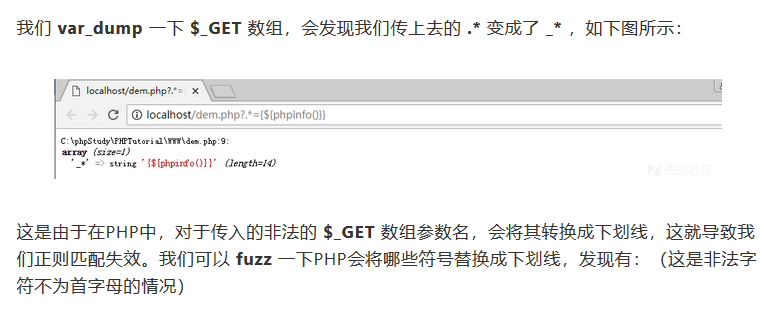 我们 var_dump 一下 $_GET 数组，会发现我们传上去的 .* 变成了 _* ，如下图所示：
localhost/dem.php?.*=
localhost/dem.php?.*={${phpinfo()}}
C:\phpStudy\PHPTutorial\WWW\dem.php:9:
array (size=1)
'_*' => string '{${phpinfo()}}' (length=14)
先知社区
这是由于在PHP中，对于传入的非法的 $_GET 数组参数名，会将其转换成下划线，这就导致我
们正则匹配失效。我们可以 fuzz 一下PHP会将哪些符号替换成下划线，发现有：（这是非法字
符不为首字母的情况）